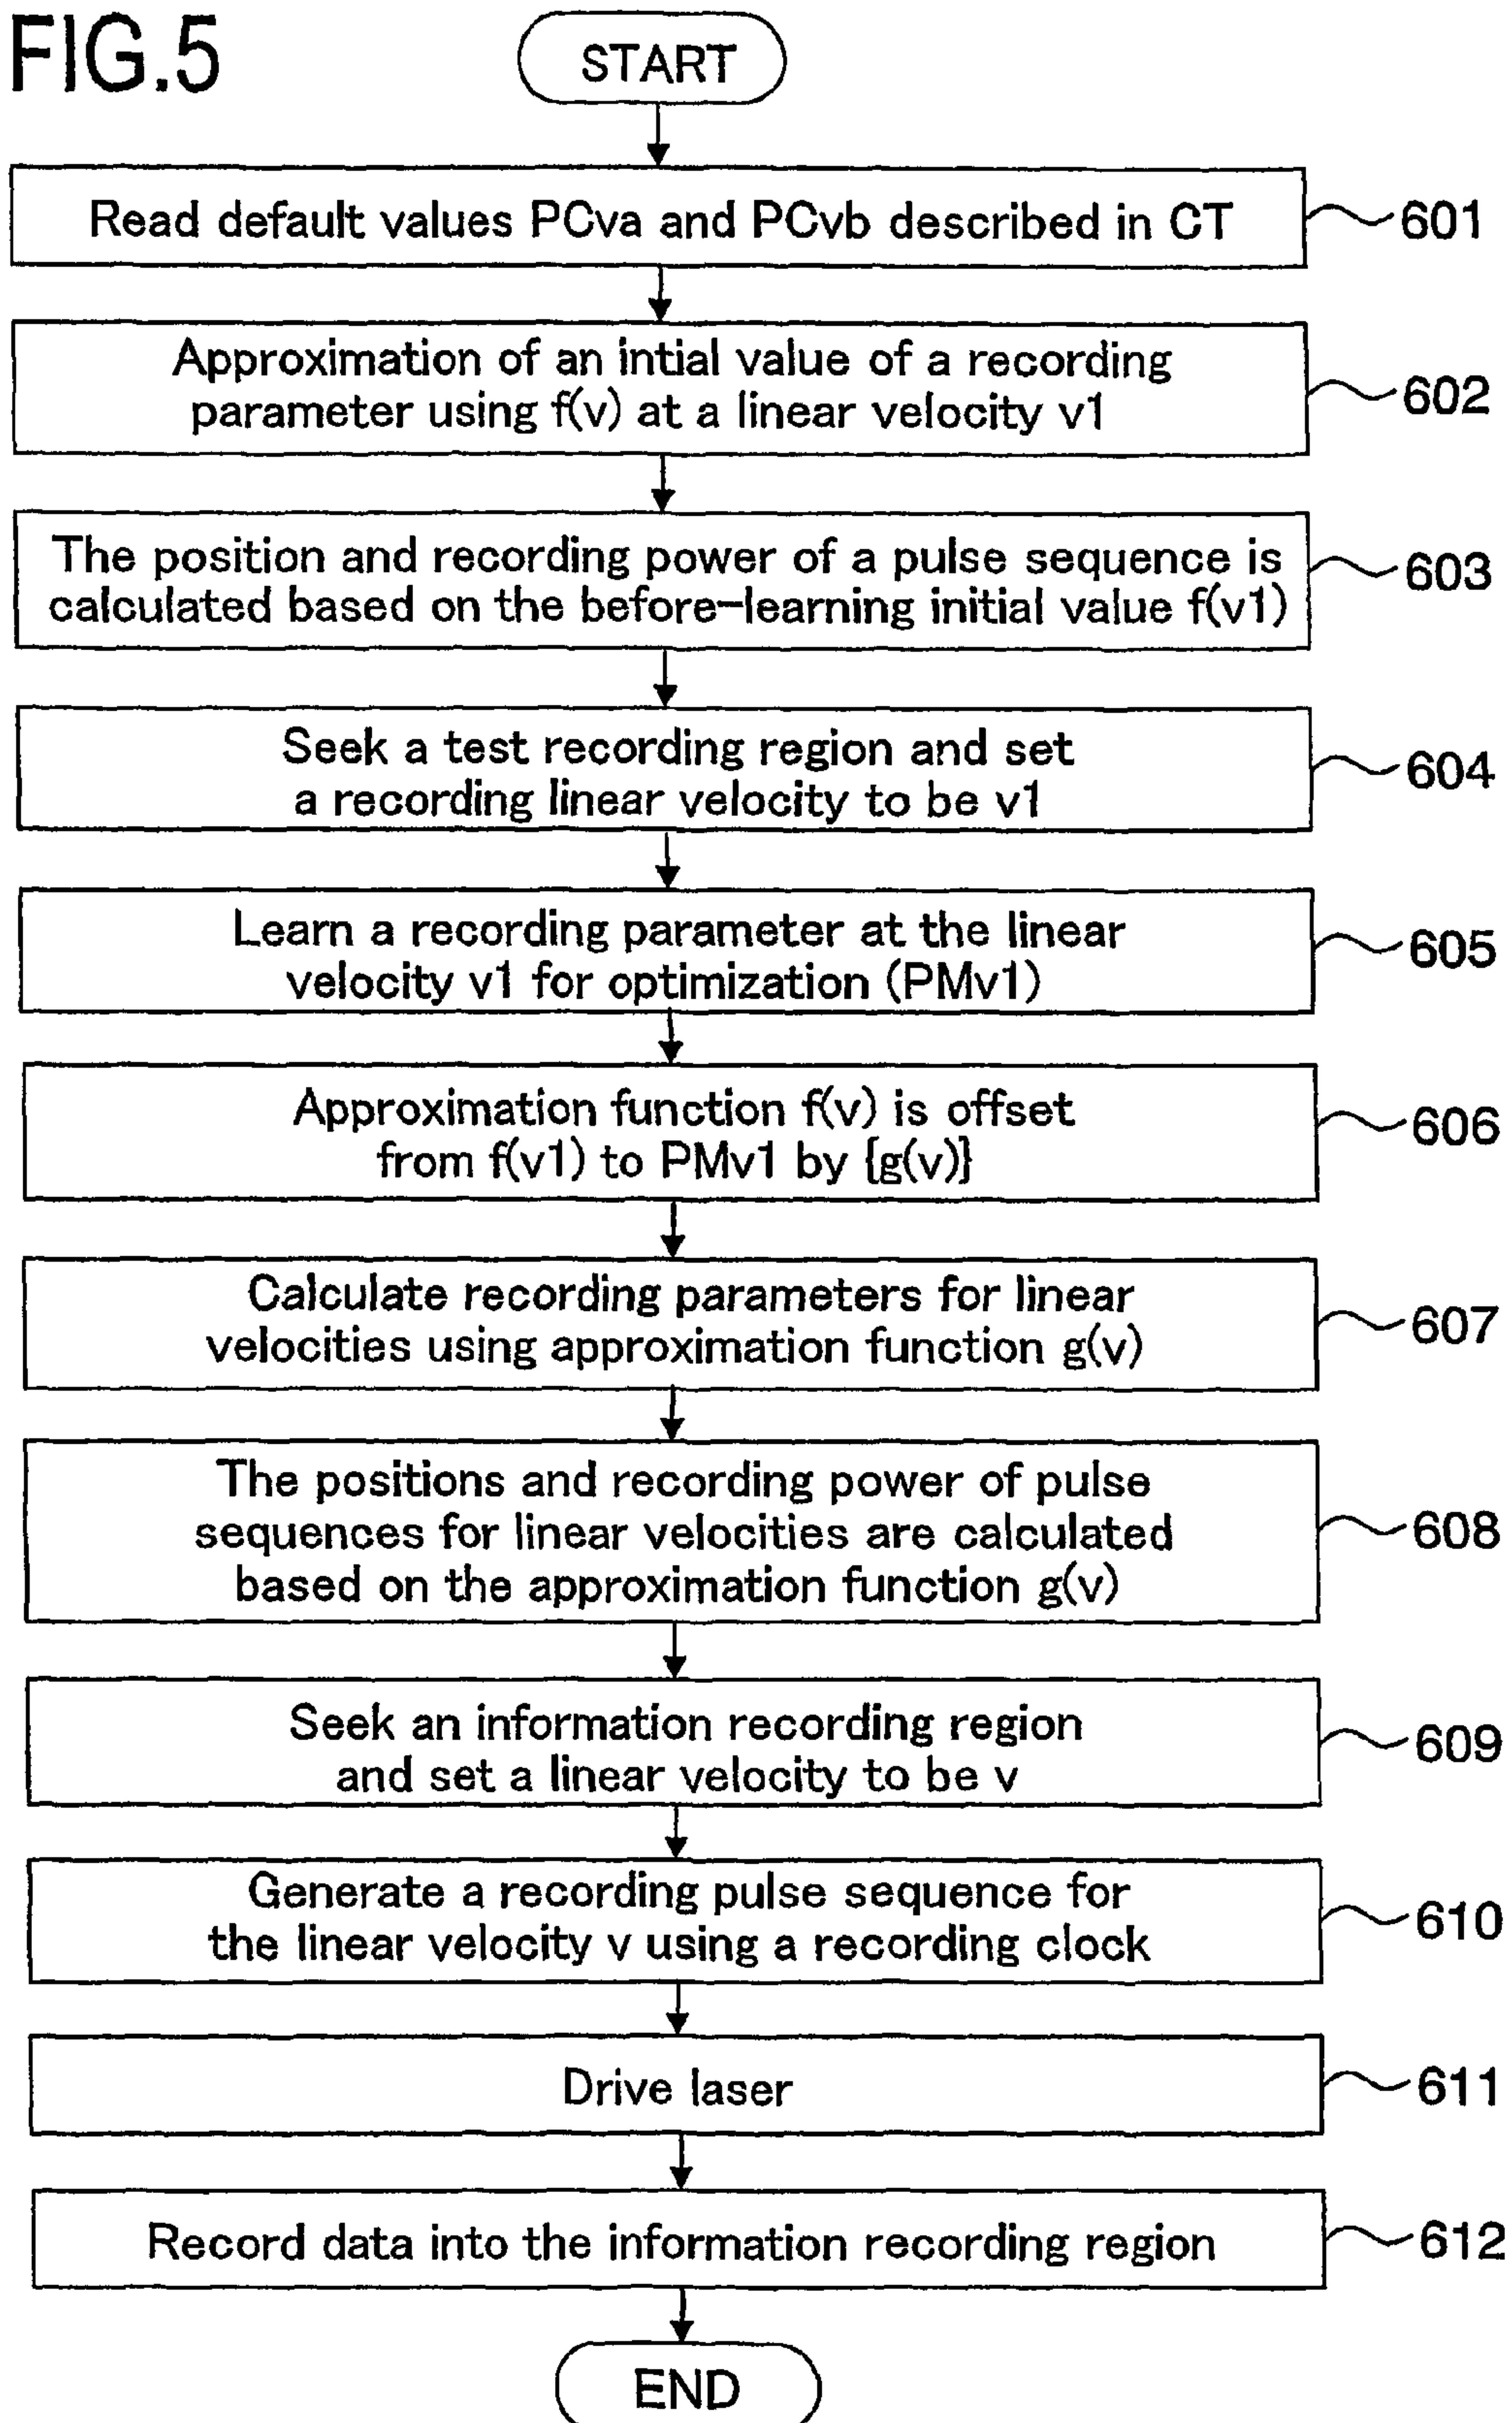 FIG.5
START
Read default values PCva and PCvb described in CT
601
Approximation of an intial value of a recording
parameter using f(v) at a linear velocity v1
602
The position and recording power of a pulse sequence is
calculated based on the before-learning initial value f(v1)
603
Seek a test recording region and set
a recording linear velocity to be v1
604
Learn a recording parameter at the linear
velocity v1 for optimization (PMv1)
605
Approximation function f(v) is offset
from f(v1) to PMv1 by {g(v)}
606
Calculate recording parameters for linear
velocities using approximation function g(v)
607
The positions and recording power of pulse
sequences for linear velocities are calculated
based on the approximation function g(v)
608
Seek an information recording region
and set a linear velocity to be v
609
Generate a recording pulse sequence for
the linear velocity v using a recording clock
610
Drive laser
611
Record data into the information recording region
612
END